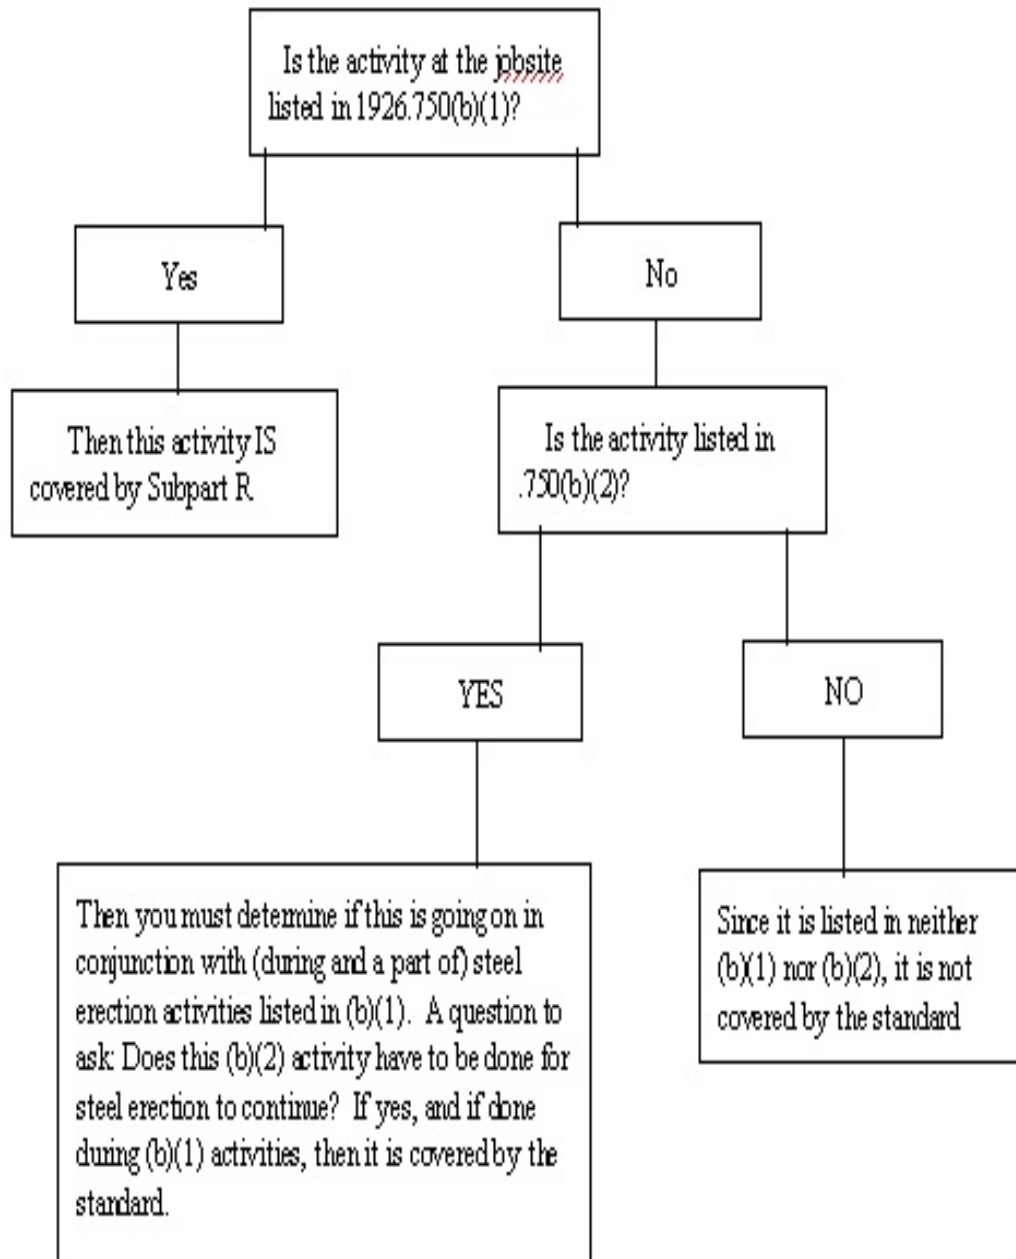 Is the activity at the jobsite
listed in 1926.750(b)(1)?
Yes
No
Then this activity IS
covered by Subpart R
Is the activity listed in
.750(b)(2)?
YES
NO
Then you must determine if this is going on in
conjunction with (during and a part of) steel
erection activities listed in (b)(1).  A question to
ask: Does this (b)(2) activity have to be done for
steel erection to continue?  If yes, and if done
during (b)(1) activities, then it is covered by the
standard.
Since it is listed in neither
(b)(1) nor (b)(2), it is not
covered by the standard